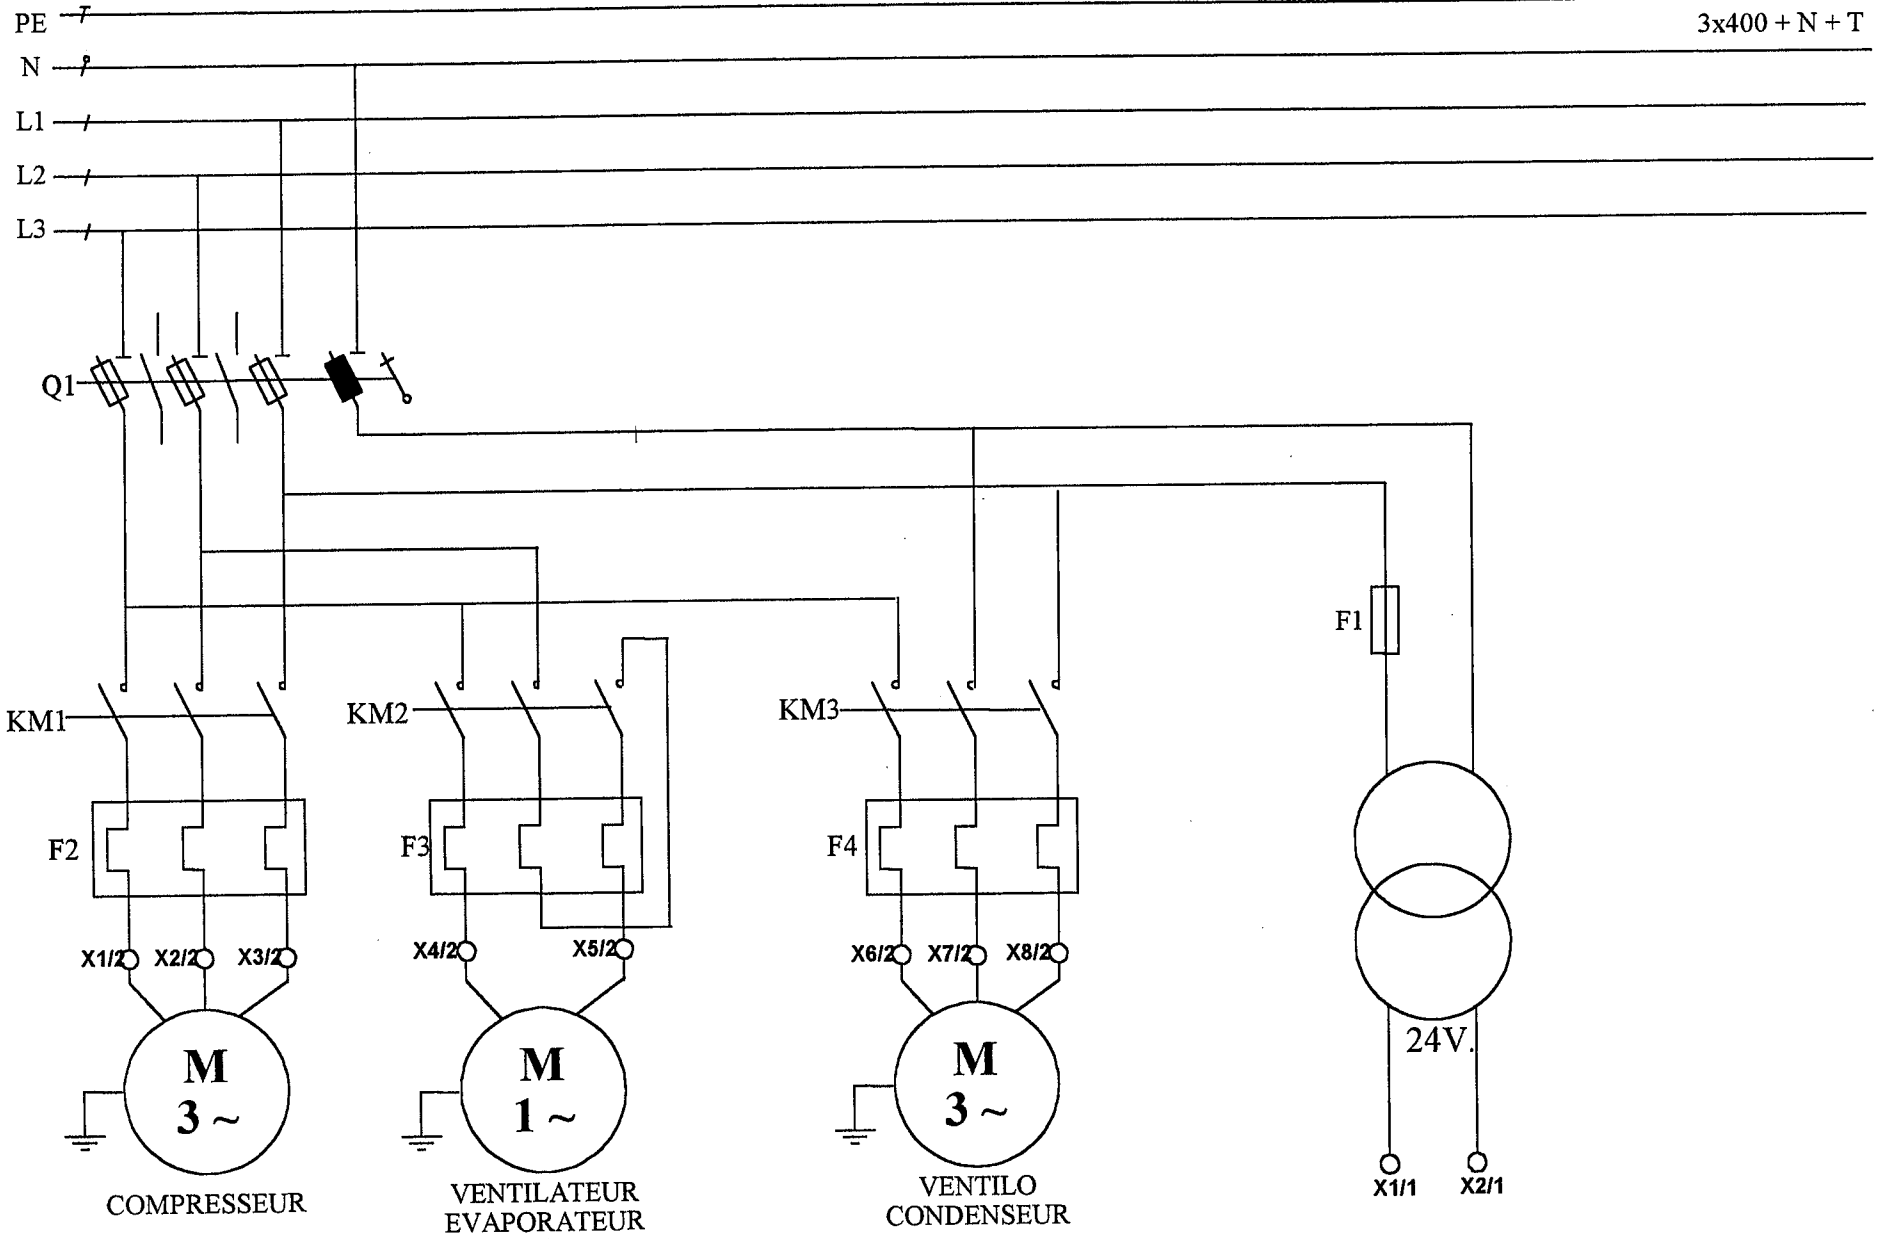 PE
3x400 + N + T
N
L1
L2
L3
Q1
F1
KM1
KM2
KM3
F2
F3
F4
X1/2 X2/2 X3/2
X4/2 X5/2
X6/2 X7/2 X8/2
24V.
M
3 ~
M
1 ~
M
3 ~
X1/1 X2/1
COMPRESSEUR
VENTILATEUR
EVAPORATEUR
VENTILO
CONDENSEUR